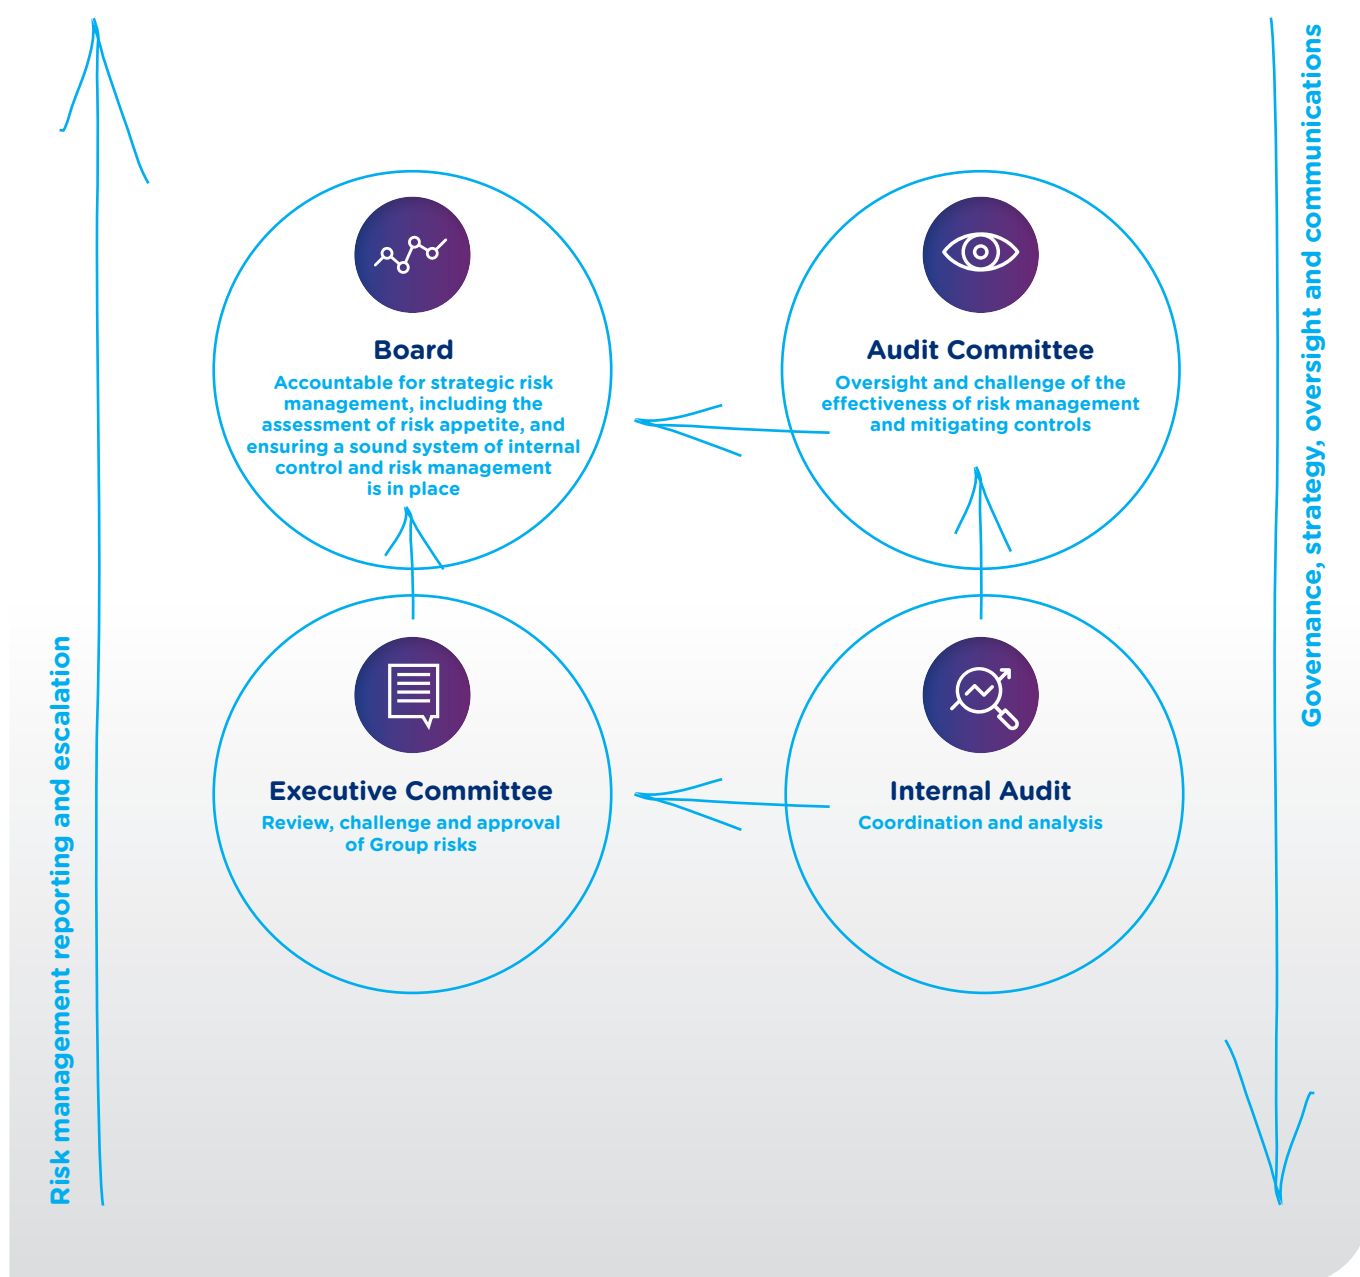 Risk management reporting and escalation
Board
Accountable for strategic risk
management, including the
assessment of risk appetite, and
ensuring a sound system of internal
control and risk management
is in place
Audit Committee
Oversight and challenge of the
effectiveness of risk management
and mitigating controls
Executive Committee
Review, challenge and approval
of Group risks
Internal Audit
Coordination and analysis
Governance, strategy, oversight and communications